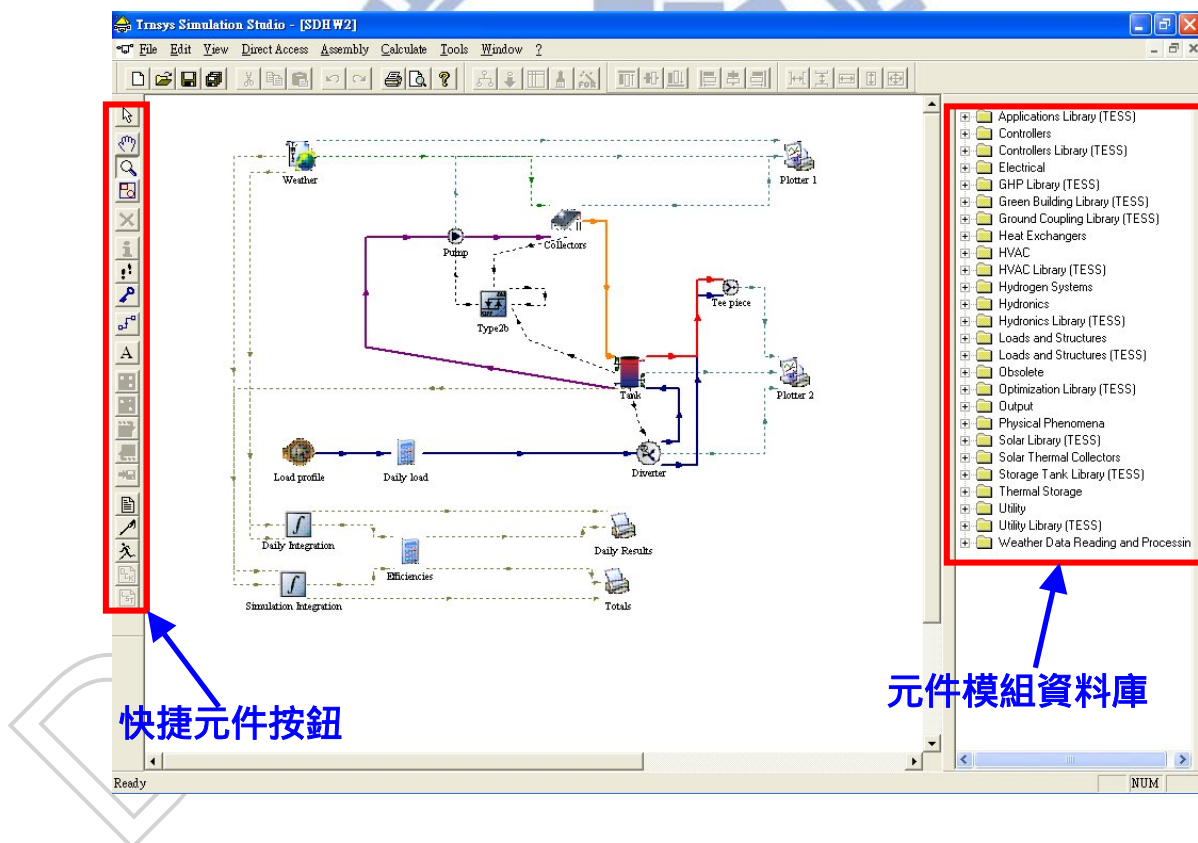 Trnsys Simulation Studio - [SDHW2]
File Edit View Direct Access Assembly Calculate Tools Window ?
Weather
Plotter 1
Pump
Collectors
Type2b
Tee piece
Tank
Plotter 2
Load profile
Daily load
Diverter
Daily Integration
Efficiencies
Daily Results
Simulation Integration
Totals
Applications Library (TESS)
Controllers
Controllers Library (TESS)
Electrical
GHP Library (TESS)
Green Building Library (TESS)
Ground Coupling Library (TESS)
Heat Exchangers
HVAC
HVAC Library (TESS)
Hydrogen Systems
Hydronics
Hydronics Library (TESS)
Loads and Structures
Loads and Structures (TESS)
Obsolete
Optimization Library (TESS)
Output
Physical Phenomena
Solar Library (TESS)
Solar Thermal Collectors
Storage Tank Library (TESS)
Thermal Storage
Utility
Utility Library (TESS)
Weather Data Reading and Processin
快捷元件按鈕
元件模組資料庫
Ready
NUM